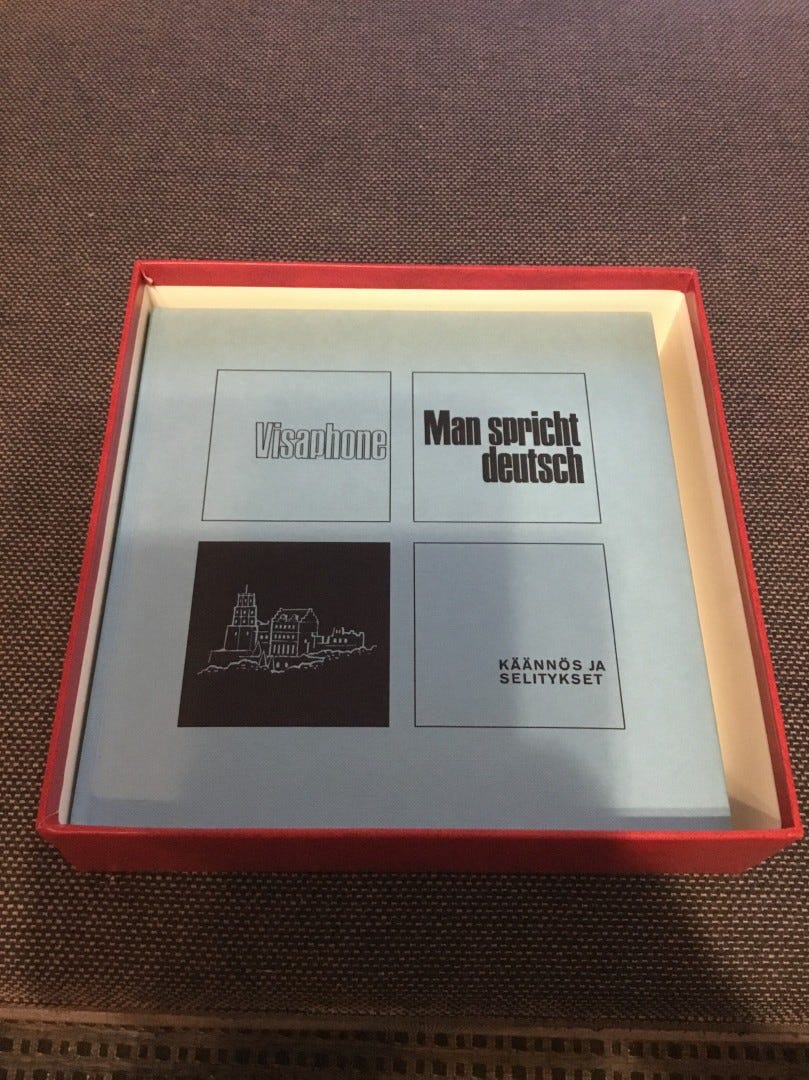 Visaphone
Man spricht
deutsch
KÄÄNNÖS JA
SELITYKSET